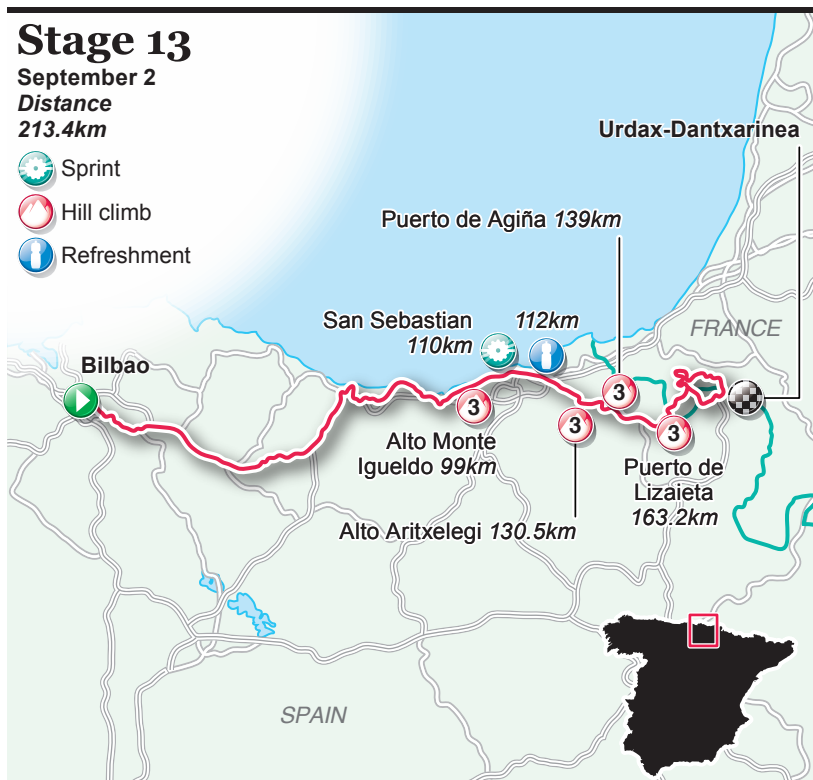 Stage 13
September 2
Distance
213.4km
Sprint
Hill climb
Refreshment
Urdax-Dantxarinea
Puerto de Agiña 139km
San Sebastian
110km
112km
FRANCE
Bilbao
3
3
3
3
Alto Monte
Igueldo 99km
Puerto de
Lizaieta
163.2km
Alto Aritxelegi 130.5km
SPAIN